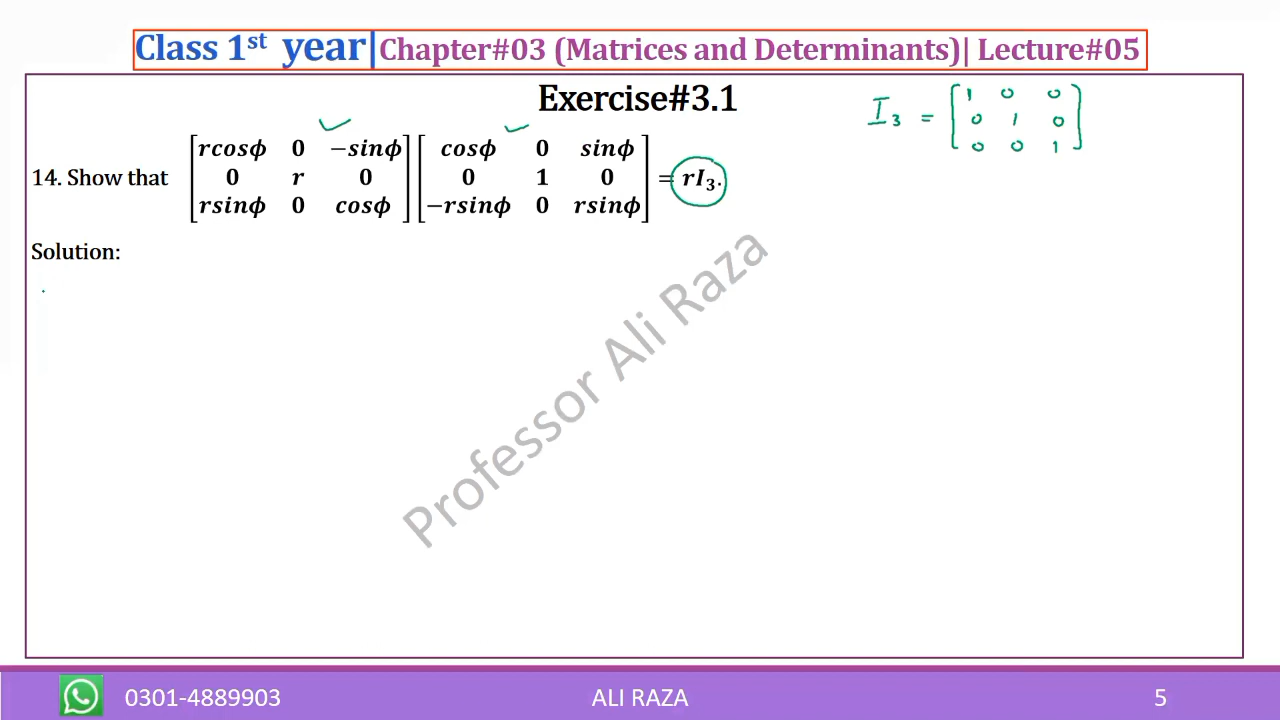 Class 1st year|Chapter#03 (Matrices and Determinants)| Lecture#05
Exercise#3.1
I₃ = [1 0 0
0 1 0
0 0 1]
14. Show that [rcosϕ 0 −sinϕ] [cosϕ 0 sinϕ]
[0 r 0] [0 1 0] = rI₃.
[rsinϕ 0 cosϕ] [−rsinϕ 0 rsinϕ]
Solution:
Professor Ali Raza
0301-4889903 ALI RAZA 5